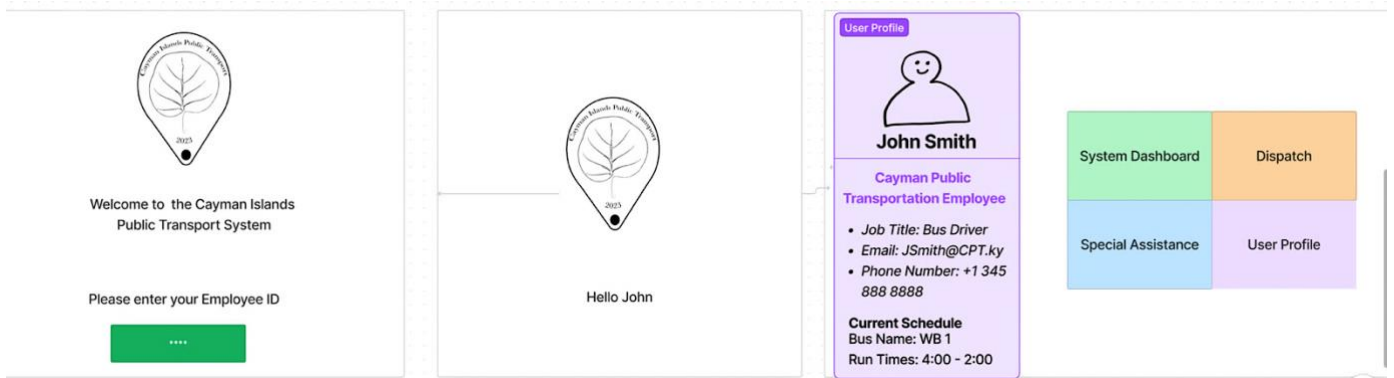 Cayman Islands Public Transport
2023
Welcome to the Cayman Islands
Public Transport System
Please enter your Employee ID
....
Cayman Islands Public Transport
2023
Hello John
User Profile
John Smith
Cayman Public
Transportation Employee
• Job Title: Bus Driver
• Email: JSmith@CPT.ky
• Phone Number: +1 345
888 8888
Current Schedule
Bus Name: WB 1
Run Times: 4:00 - 2:00
System Dashboard
Dispatch
Special Assistance
User Profile